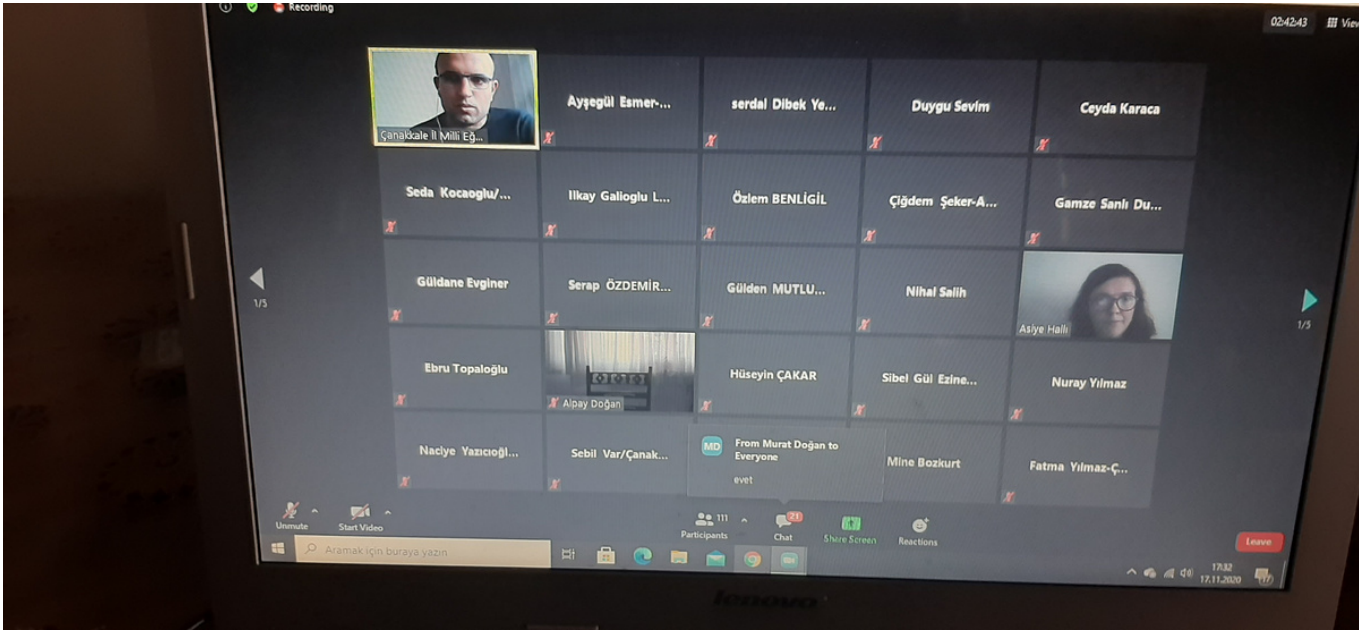 Recording
02:42:43 View
Çanakkale İl Milli Eğ...
Ayşegül Esmer-...
serdal Dibek Ye...
Duygu Sevim
Ceyda Karaca
Seda Kocaoglu/...
Ilkay Galioglu L...
Özlem BENLİGİL
Çiğdem Şeker-A...
Gamze Sanlı Du...
Güldane Evginer
Serap ÖZDEMİR...
Gülden MUTLU...
Nihal Salih
Asiye Hallı
1/5
1/5
Ebru Topaloğlu
Alpay Doğan
Hüseyin ÇAKAR
Sibel Gül Ezine...
Nuray Yılmaz
Naciye Yazıcıoğl...
Sebil Var/Çanak...
MD
From Murat Doğan to
Everyone
evet
Mine Bozkurt
Fatma Yılmaz-Ç...
Unmute
Start Video
111
Participants
21
Chat
Share Screen
Reactions
Leave
Aramak için buraya yazın
17:32
17.11.2020
17
lenovo